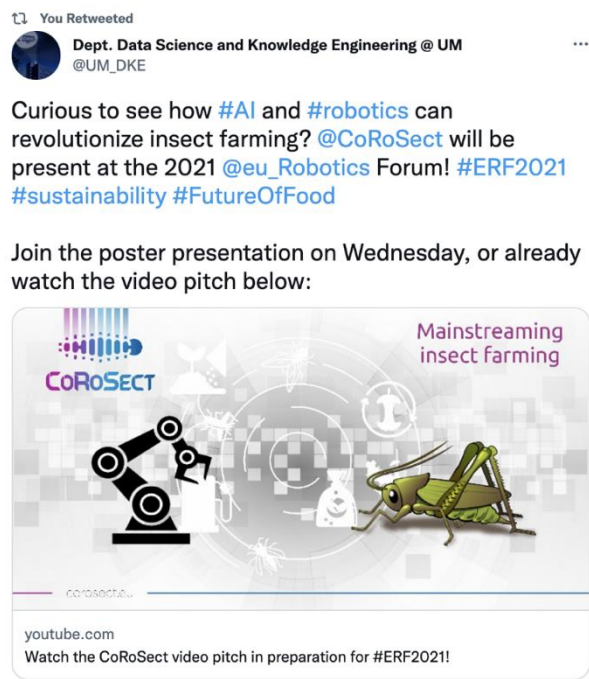 You Retweeted
Dept. Data Science and Knowledge Engineering @ UM
@UM_DKE
Curious to see how #AI and #robotics can
revolutionize insect farming? @CoRoSect will be
present at the 2021 @eu_Robotics Forum! #ERF2021
#sustainability #FutureOfFood
Join the poster presentation on Wednesday, or already
watch the video pitch below:
CoRoSect
Mainstreaming
insect farming
youtube.com
Watch the CoRoSect video pitch in preparation for #ERF2021!